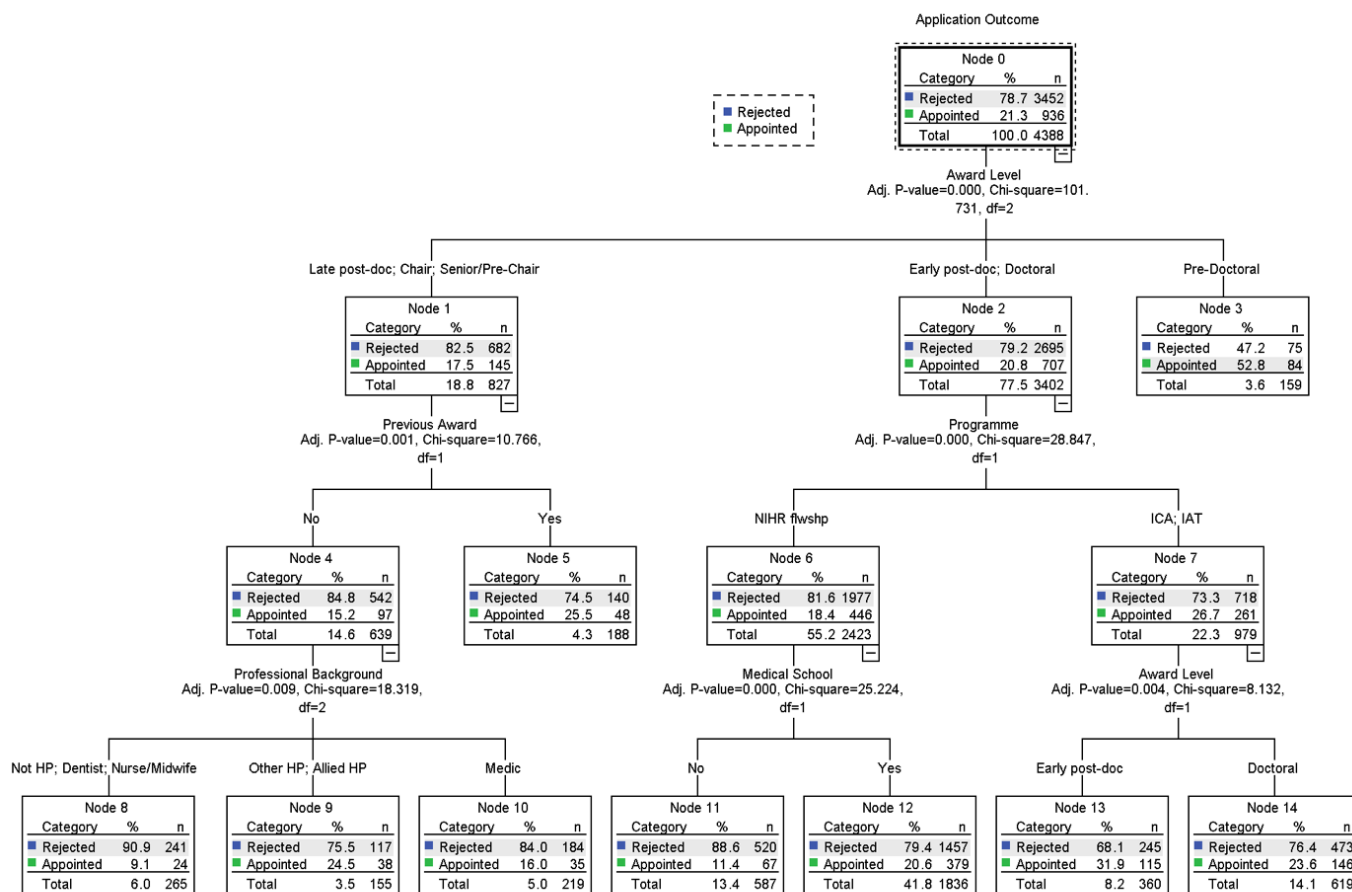 Application Outcome
Node 0
Category % n
Rejected 78.7 3452
Appointed 21.3 936
Total 100.0 4388
Rejected
Appointed
Award Level
Adj. P-value=0.000, Chi-square=101.
731, df=2
Late post-doc; Chair; Senior/Pre-Chair
Early post-doc; Doctoral
Pre-Doctoral
Node 1
Category % n
Rejected 82.5 682
Appointed 17.5 145
Total 18.8 827
Node 2
Category % n
Rejected 79.2 2695
Appointed 20.8 707
Total 77.5 3402
Node 3
Category % n
Rejected 47.2 75
Appointed 52.8 84
Total 3.6 159
Previous Award
Adj. P-value=0.001, Chi-square=10.766,
df=1
Programme
Adj. P-value=0.000, Chi-square=28.847,
df=1
No
Yes
NIHR flwshp
ICA; IAT
Node 4
Category % n
Rejected 84.8 542
Appointed 15.2 97
Total 14.6 639
Node 5
Category % n
Rejected 74.5 140
Appointed 25.5 48
Total 4.3 188
Node 6
Category % n
Rejected 81.6 1977
Appointed 18.4 446
Total 55.2 2423
Node 7
Category % n
Rejected 73.3 718
Appointed 26.7 261
Total 22.3 979
Professional Background
Adj. P-value=0.009, Chi-square=18.319,
df=2
Medical School
Adj. P-value=0.000, Chi-square=25.224,
df=1
Award Level
Adj. P-value=0.004, Chi-square=8.132,
df=1
Not HP; Dentist; Nurse/Midwife
Other HP; Allied HP
Medic
No
Yes
Early post-doc
Doctoral
Node 8
Category % n
Rejected 90.9 241
Appointed 9.1 24
Total 6.0 265
Node 9
Category % n
Rejected 75.5 117
Appointed 24.5 38
Total 3.5 155
Node 10
Category % n
Rejected 84.0 184
Appointed 16.0 35
Total 5.0 219
Node 11
Category % n
Rejected 88.6 520
Appointed 11.4 67
Total 13.4 587
Node 12
Category % n
Rejected 79.4 1457
Appointed 20.6 379
Total 41.8 1836
Node 13
Category % n
Rejected 68.1 245
Appointed 31.9 115
Total 8.2 360
Node 14
Category % n
Rejected 76.4 473
Appointed 23.6 146
Total 14.1 619